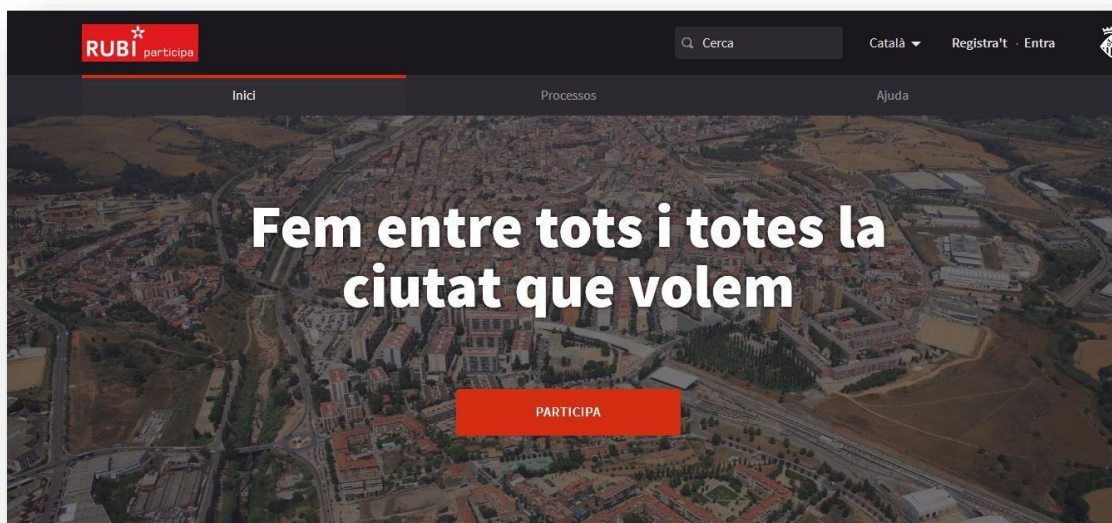 RUBÍ participa
Cerca
Català
Registra't · Entra
Inici
Processos
Ajuda
Fem entre tots i totes la
ciutat que volem
PARTICIPA